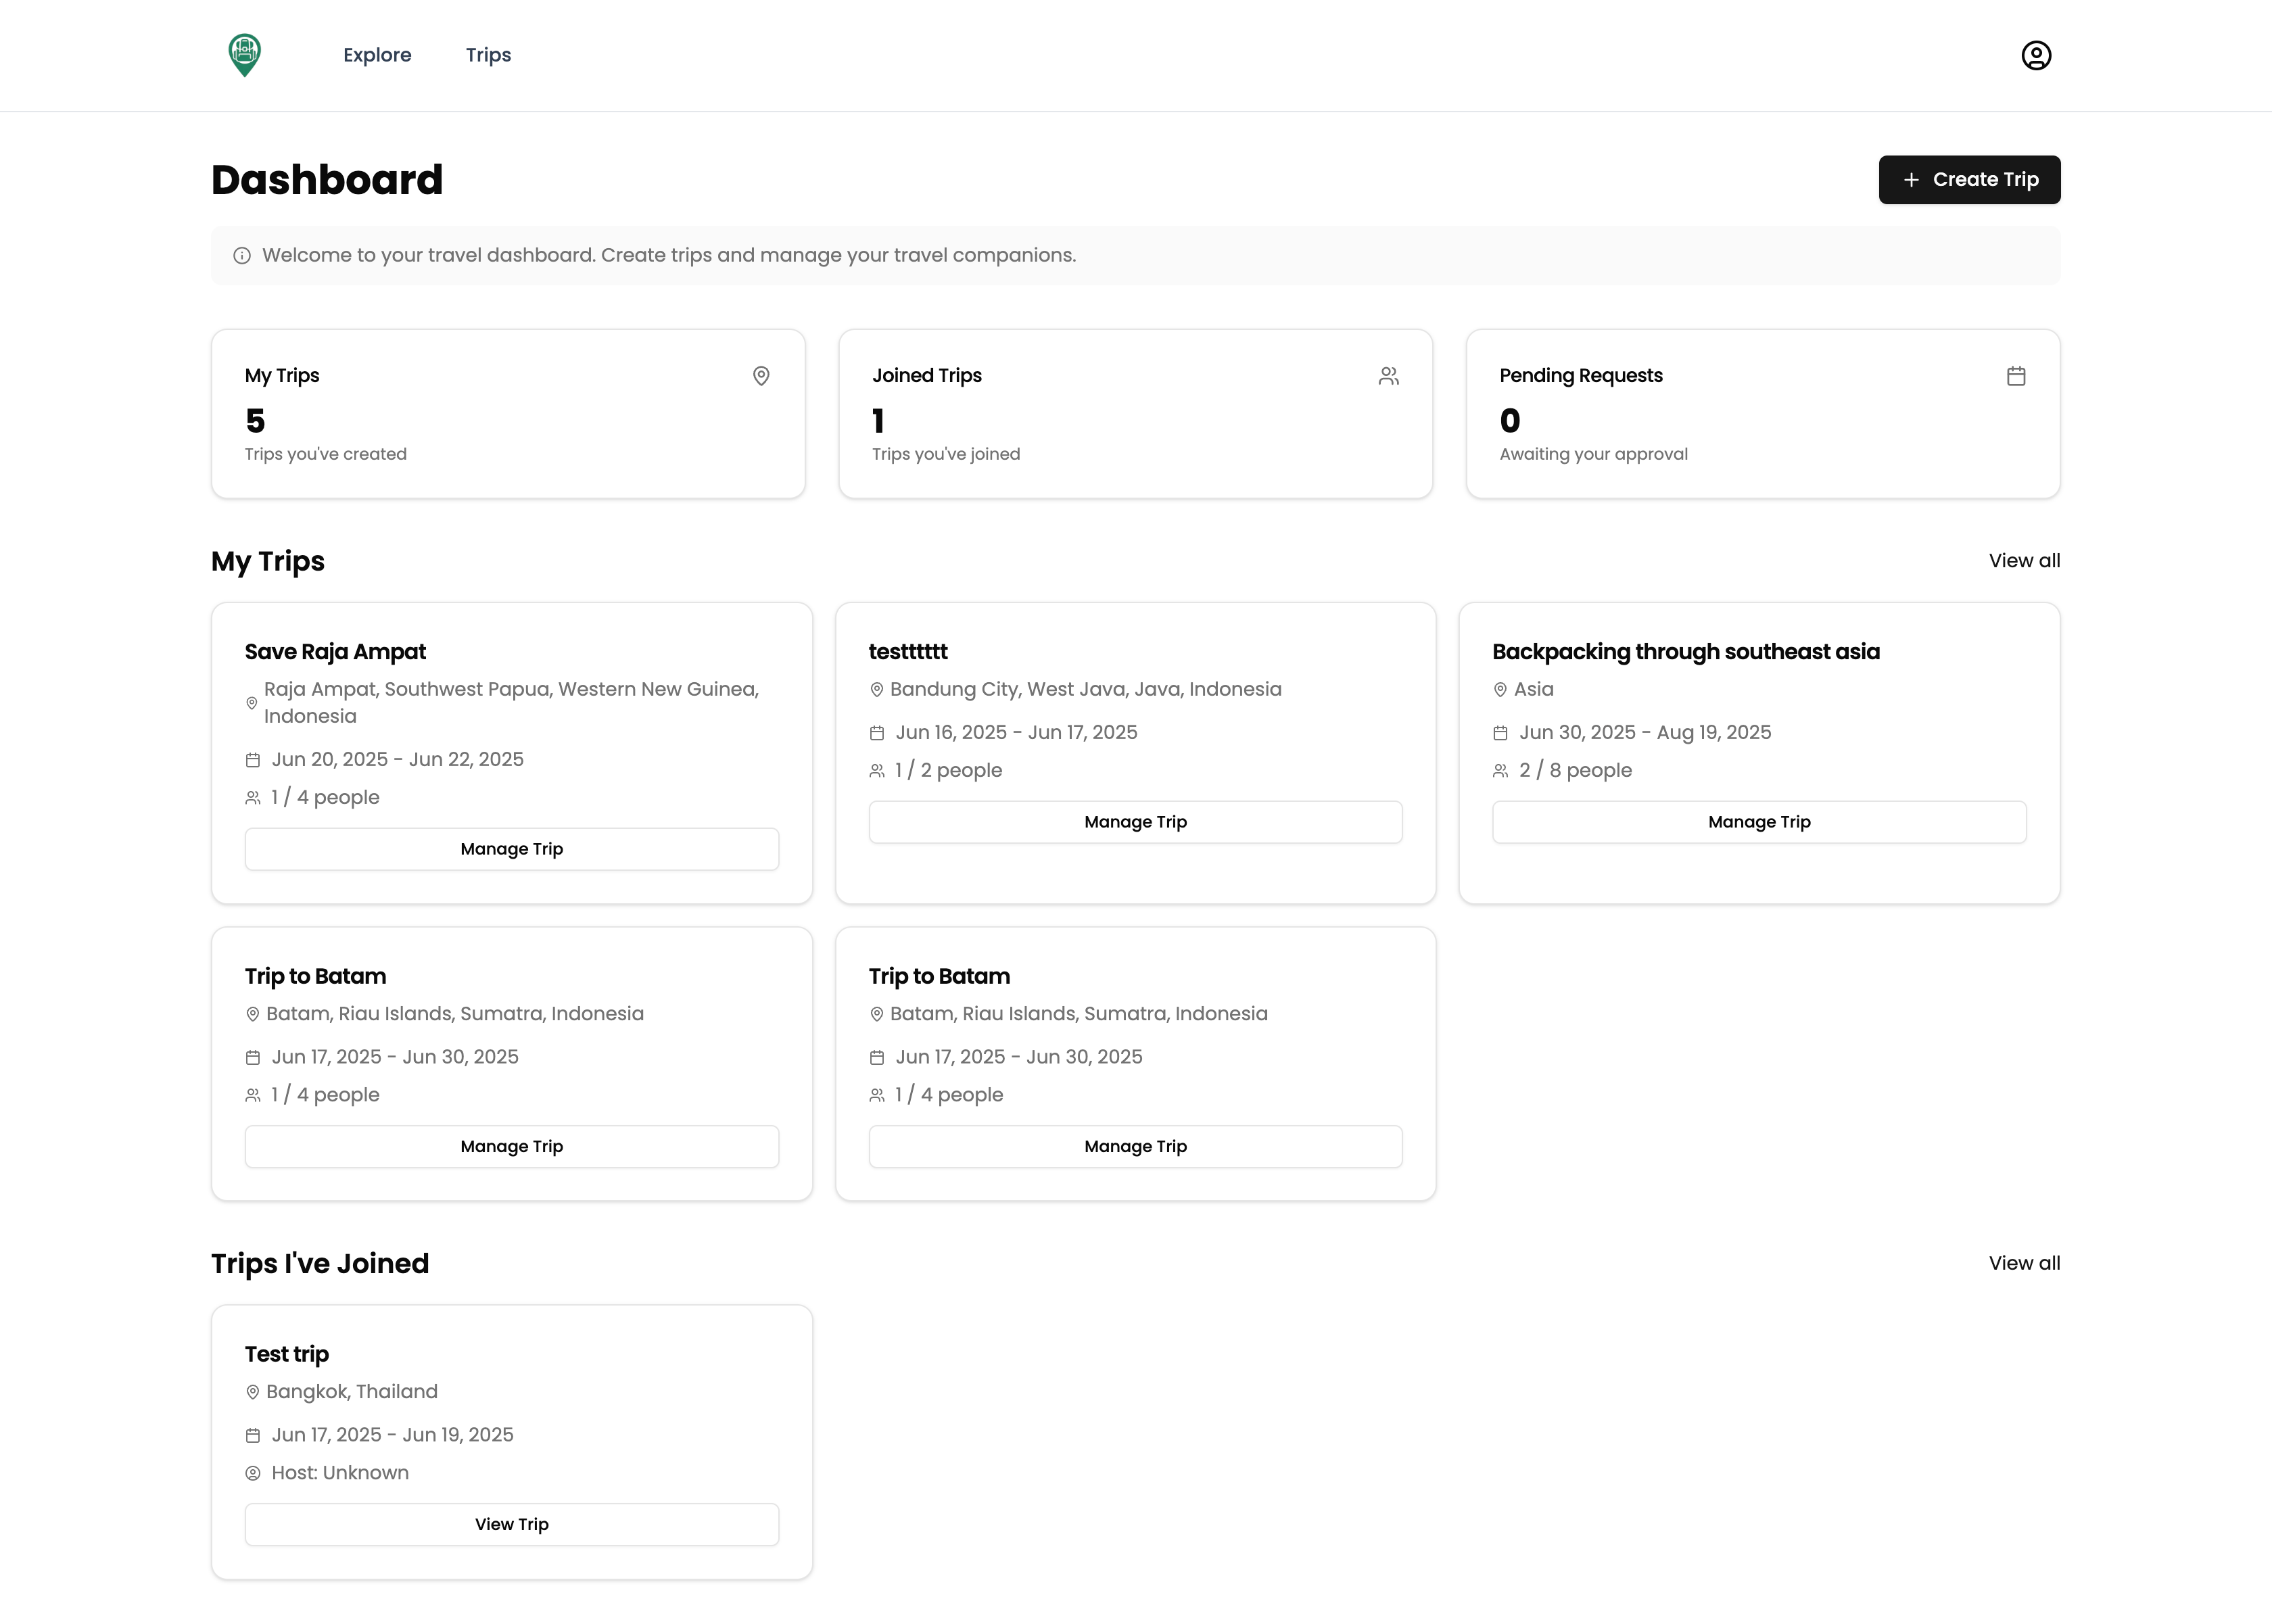 Explore
Trips
Dashboard
Create Trip
Welcome to your travel dashboard. Create trips and manage your travel companions.
My Trips
5
Trips you've created
Joined Trips
1
Trips you've joined
Pending Requests
0
Awaiting your approval
My Trips
View all
Save Raja Ampat
Raja Ampat, Southwest Papua, Western New Guinea,
Indonesia
Jun 20, 2025 - Jun 22, 2025
1 / 4 people
Manage Trip
testttttt
Bandung City, West Java, Java, Indonesia
Jun 16, 2025 - Jun 17, 2025
1 / 2 people
Manage Trip
Backpacking through southeast asia
Asia
Jun 30, 2025 - Aug 19, 2025
2 / 8 people
Manage Trip
Trip to Batam
Batam, Riau Islands, Sumatra, Indonesia
Jun 17, 2025 - Jun 30, 2025
1 / 4 people
Manage Trip
Trip to Batam
Batam, Riau Islands, Sumatra, Indonesia
Jun 17, 2025 - Jun 30, 2025
1 / 4 people
Manage Trip
Trips I've Joined
View all
Test trip
Bangkok, Thailand
Jun 17, 2025 - Jun 19, 2025
Host: Unknown
View Trip